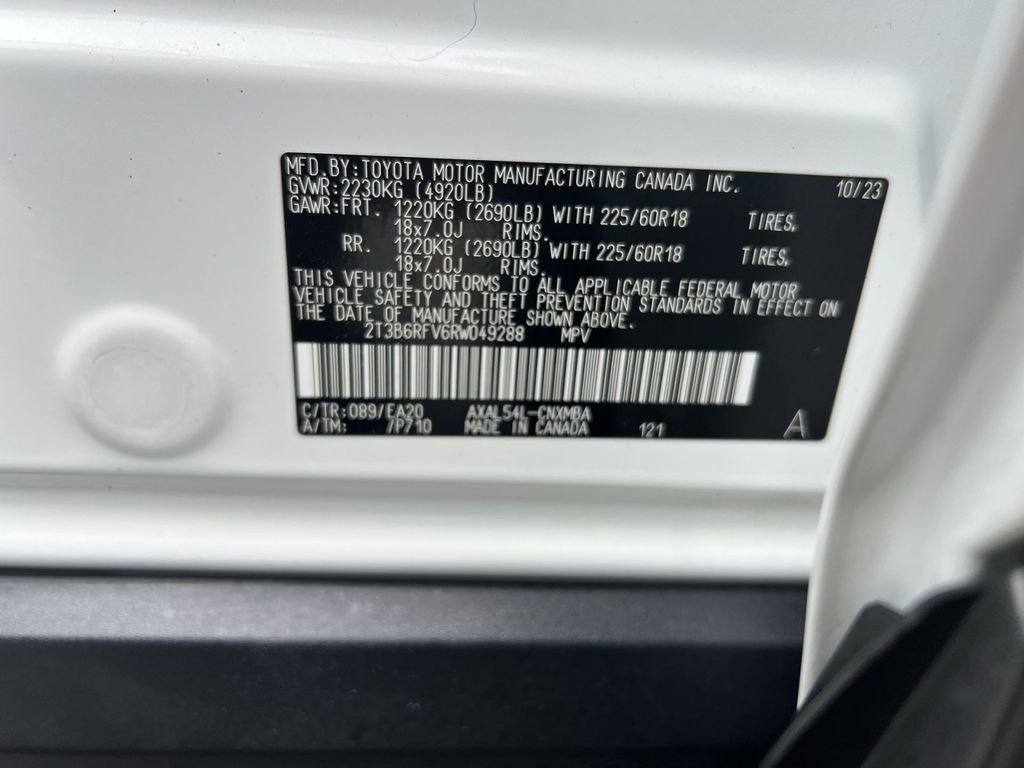 MFD.BY:TOYOTA MOTOR MANUFACTURING CANADA INC. 10/23
GVWR:2230KG (4920LB)
GAWR:FRT. 1220KG (2690LB) WITH 225/60R18 TIRES,
18x7.0J RIMS.
RR. 1220KG (2690LB) WITH 225/60R18 TIRES,
18x7.0J RIMS.
THIS VEHICLE CONFORMS TO ALL APPLICABLE FEDERAL MOTOR
VEHICLE SAFETY AND THEFT PREVENTION STANDARDS IN EFFECT ON
THE DATE OF MANUFACTURE SHOWN ABOVE.
2T3B6RFV6RW049288 MPV
C/TR:089/EA20 AXAL54L-CNXMBA
A/TM: 7P710 MADE IN CANADA 121 A